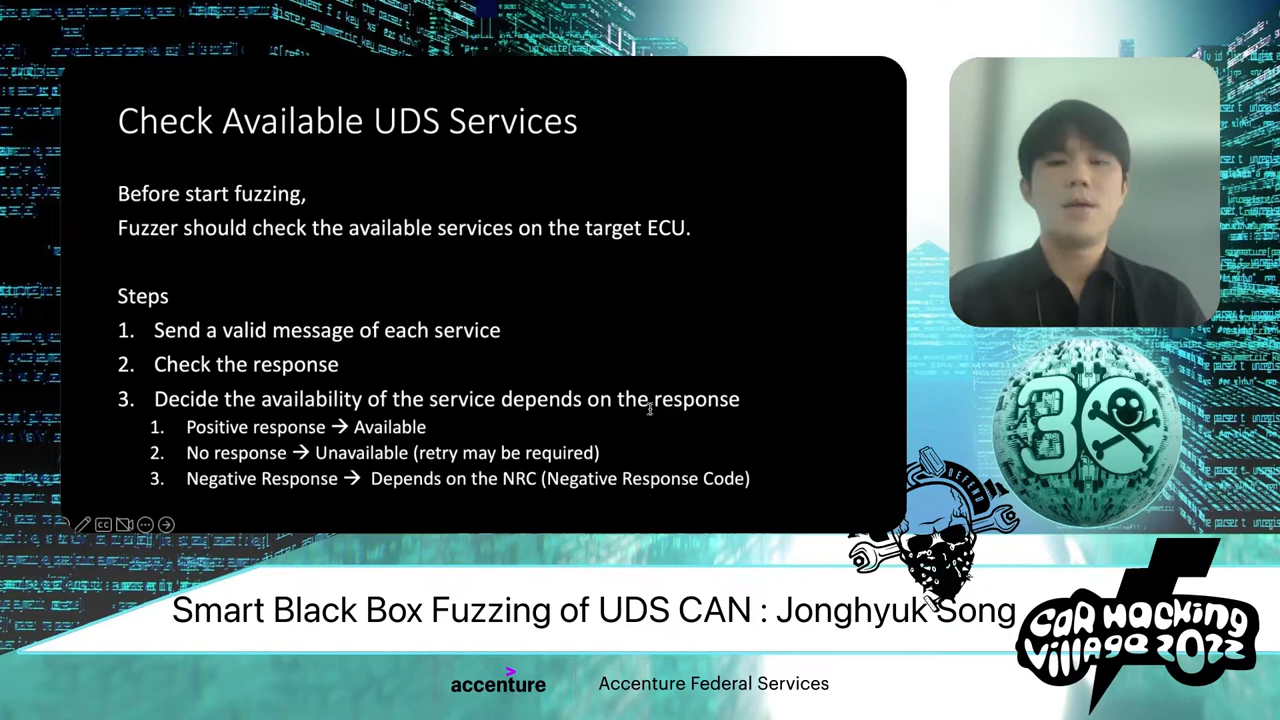 Check Available UDS Services
Before start fuzzing,
Fuzzer should check the available services on the target ECU.
Steps
1. Send a valid message of each service
2. Check the response
3. Decide the availability of the service depends on the response
1. Positive response → Available
2. No response → Unavailable (retry may be required)
3. Negative Response → Depends on the NRC (Negative Response Code)
CC
30
DEFEND
Smart Black Box Fuzzing of UDS CAN : Jonghyuk Song
CAR HACKING
VILLAGE 2022
accenture
Accenture Federal Services